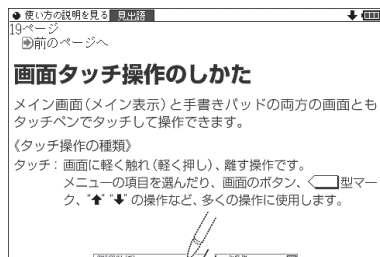 ● 使い方の説明を見る 見出語
19ページ
前のページへ
画面タッチ操作のしかた
メイン画面(メイン表示)と手書きパッドの両方の画面とも
タッチペンでタッチして操作できます。
《タッチ操作の種類》
タッチ：画面に軽く触れ(軽く押し)、離す操作です。
メニューの項目を選んだり、画面のボタン、型マー
ク、"⬆" "⬇" の操作など、多くの操作に使用します。